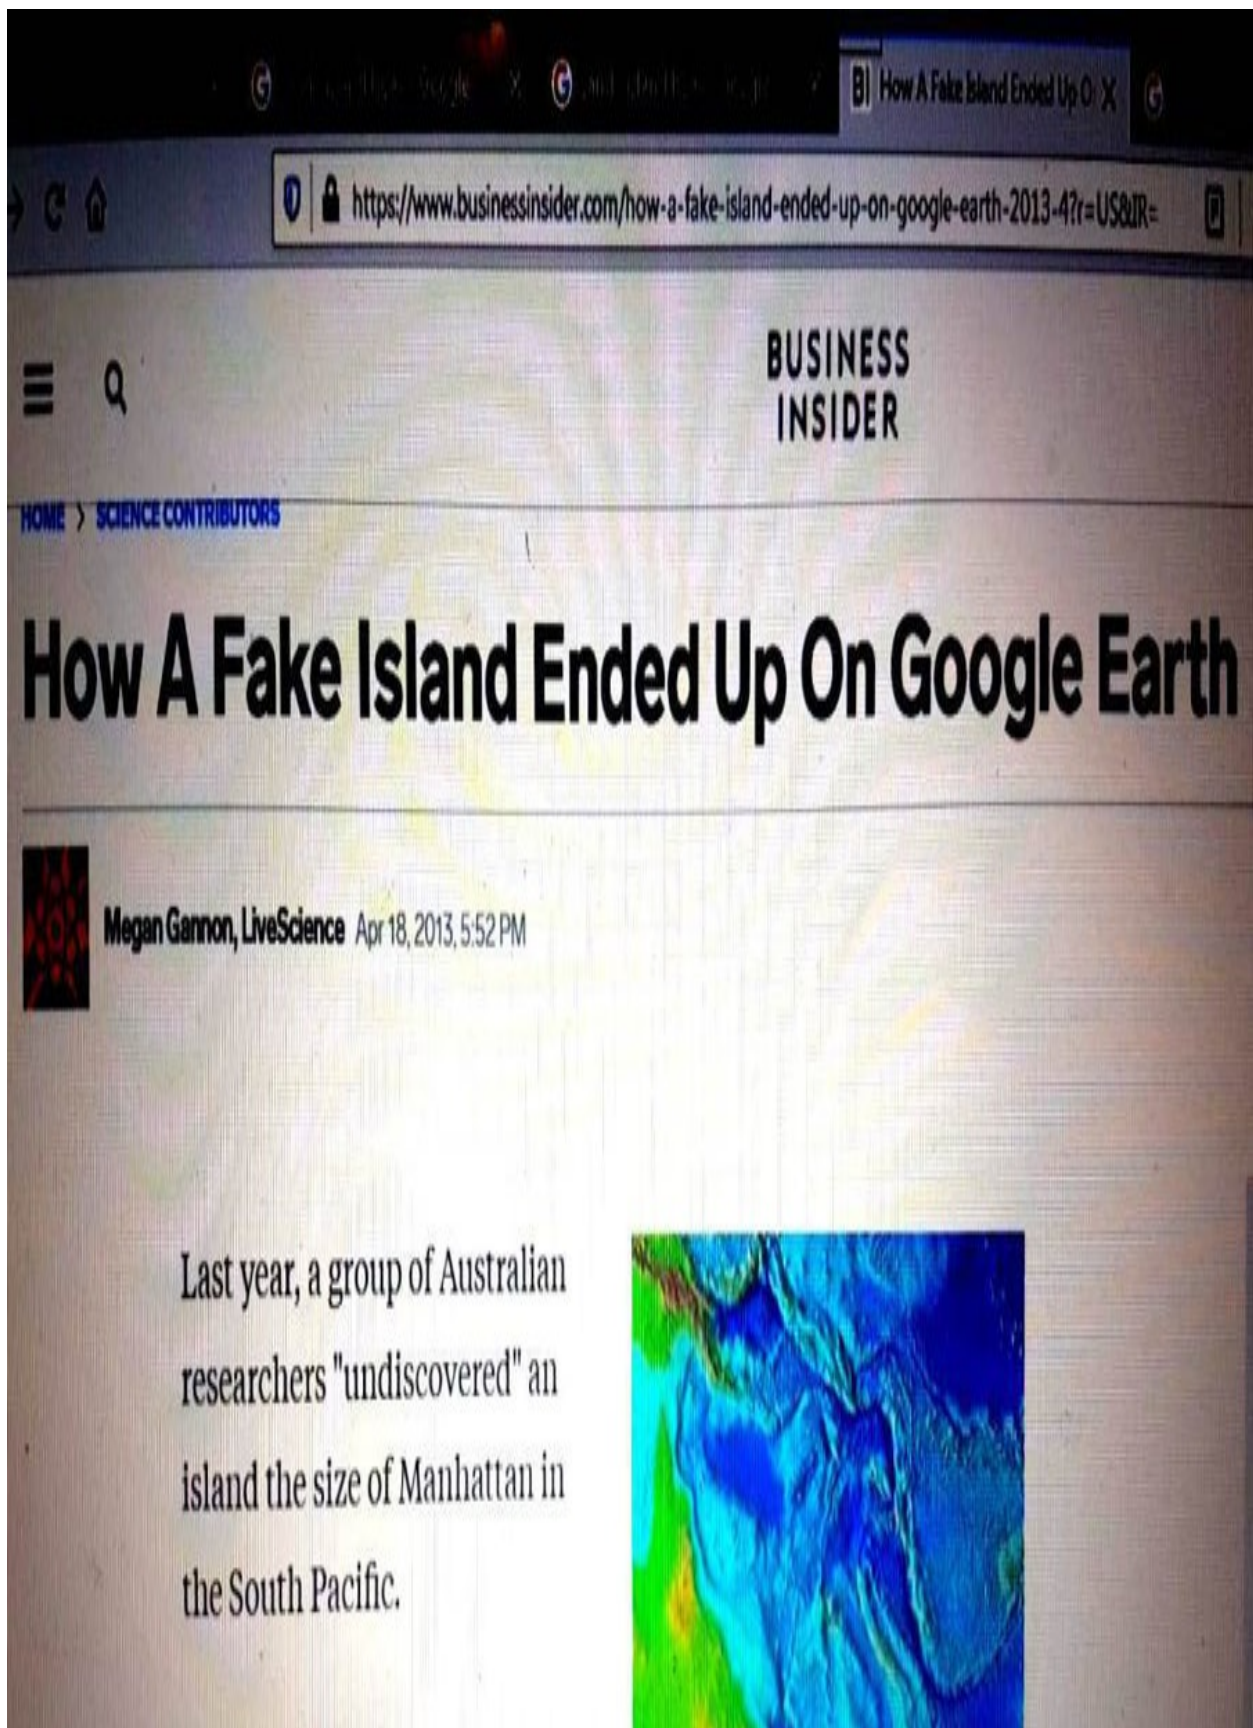 BI How A Fake Island Ended Up O
https://www.businessinsider.com/how-a-fake-island-ended-up-on-google-earth-2013-4?r=US&IR=
BUSINESS
INSIDER
HOME > SCIENCE CONTRIBUTORS
How A Fake Island Ended Up On Google Earth
Megan Gannon, LiveScience Apr 18, 2013, 5:52 PM
Last year, a group of Australian
researchers "undiscovered" an
island the size of Manhattan in
the South Pacific.